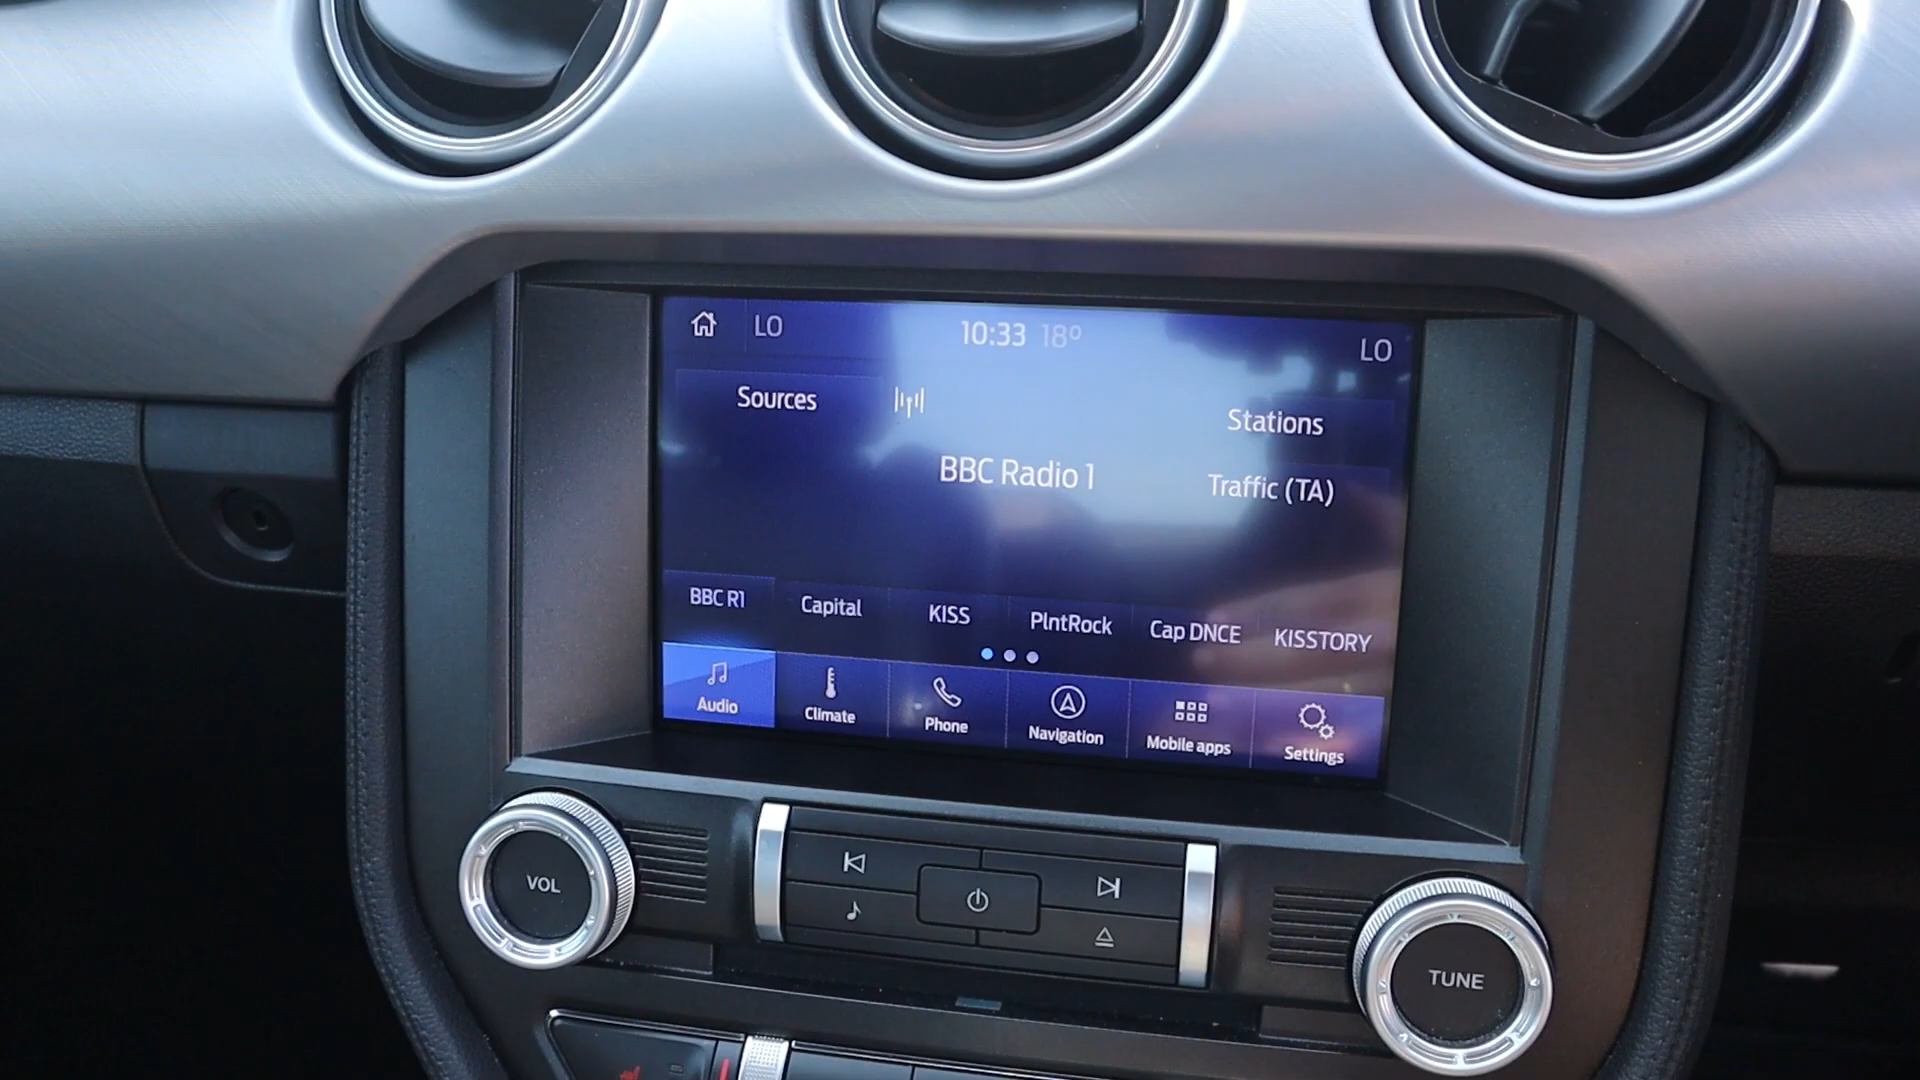 LO 10:33 18° LO
Sources
Stations
BBC Radio 1
Traffic (TA)
BBC R1 Capital KISS PlntRock Cap DNCE KISSTORY
Audio Climate Phone Navigation Mobile apps Settings
VOL
TUNE